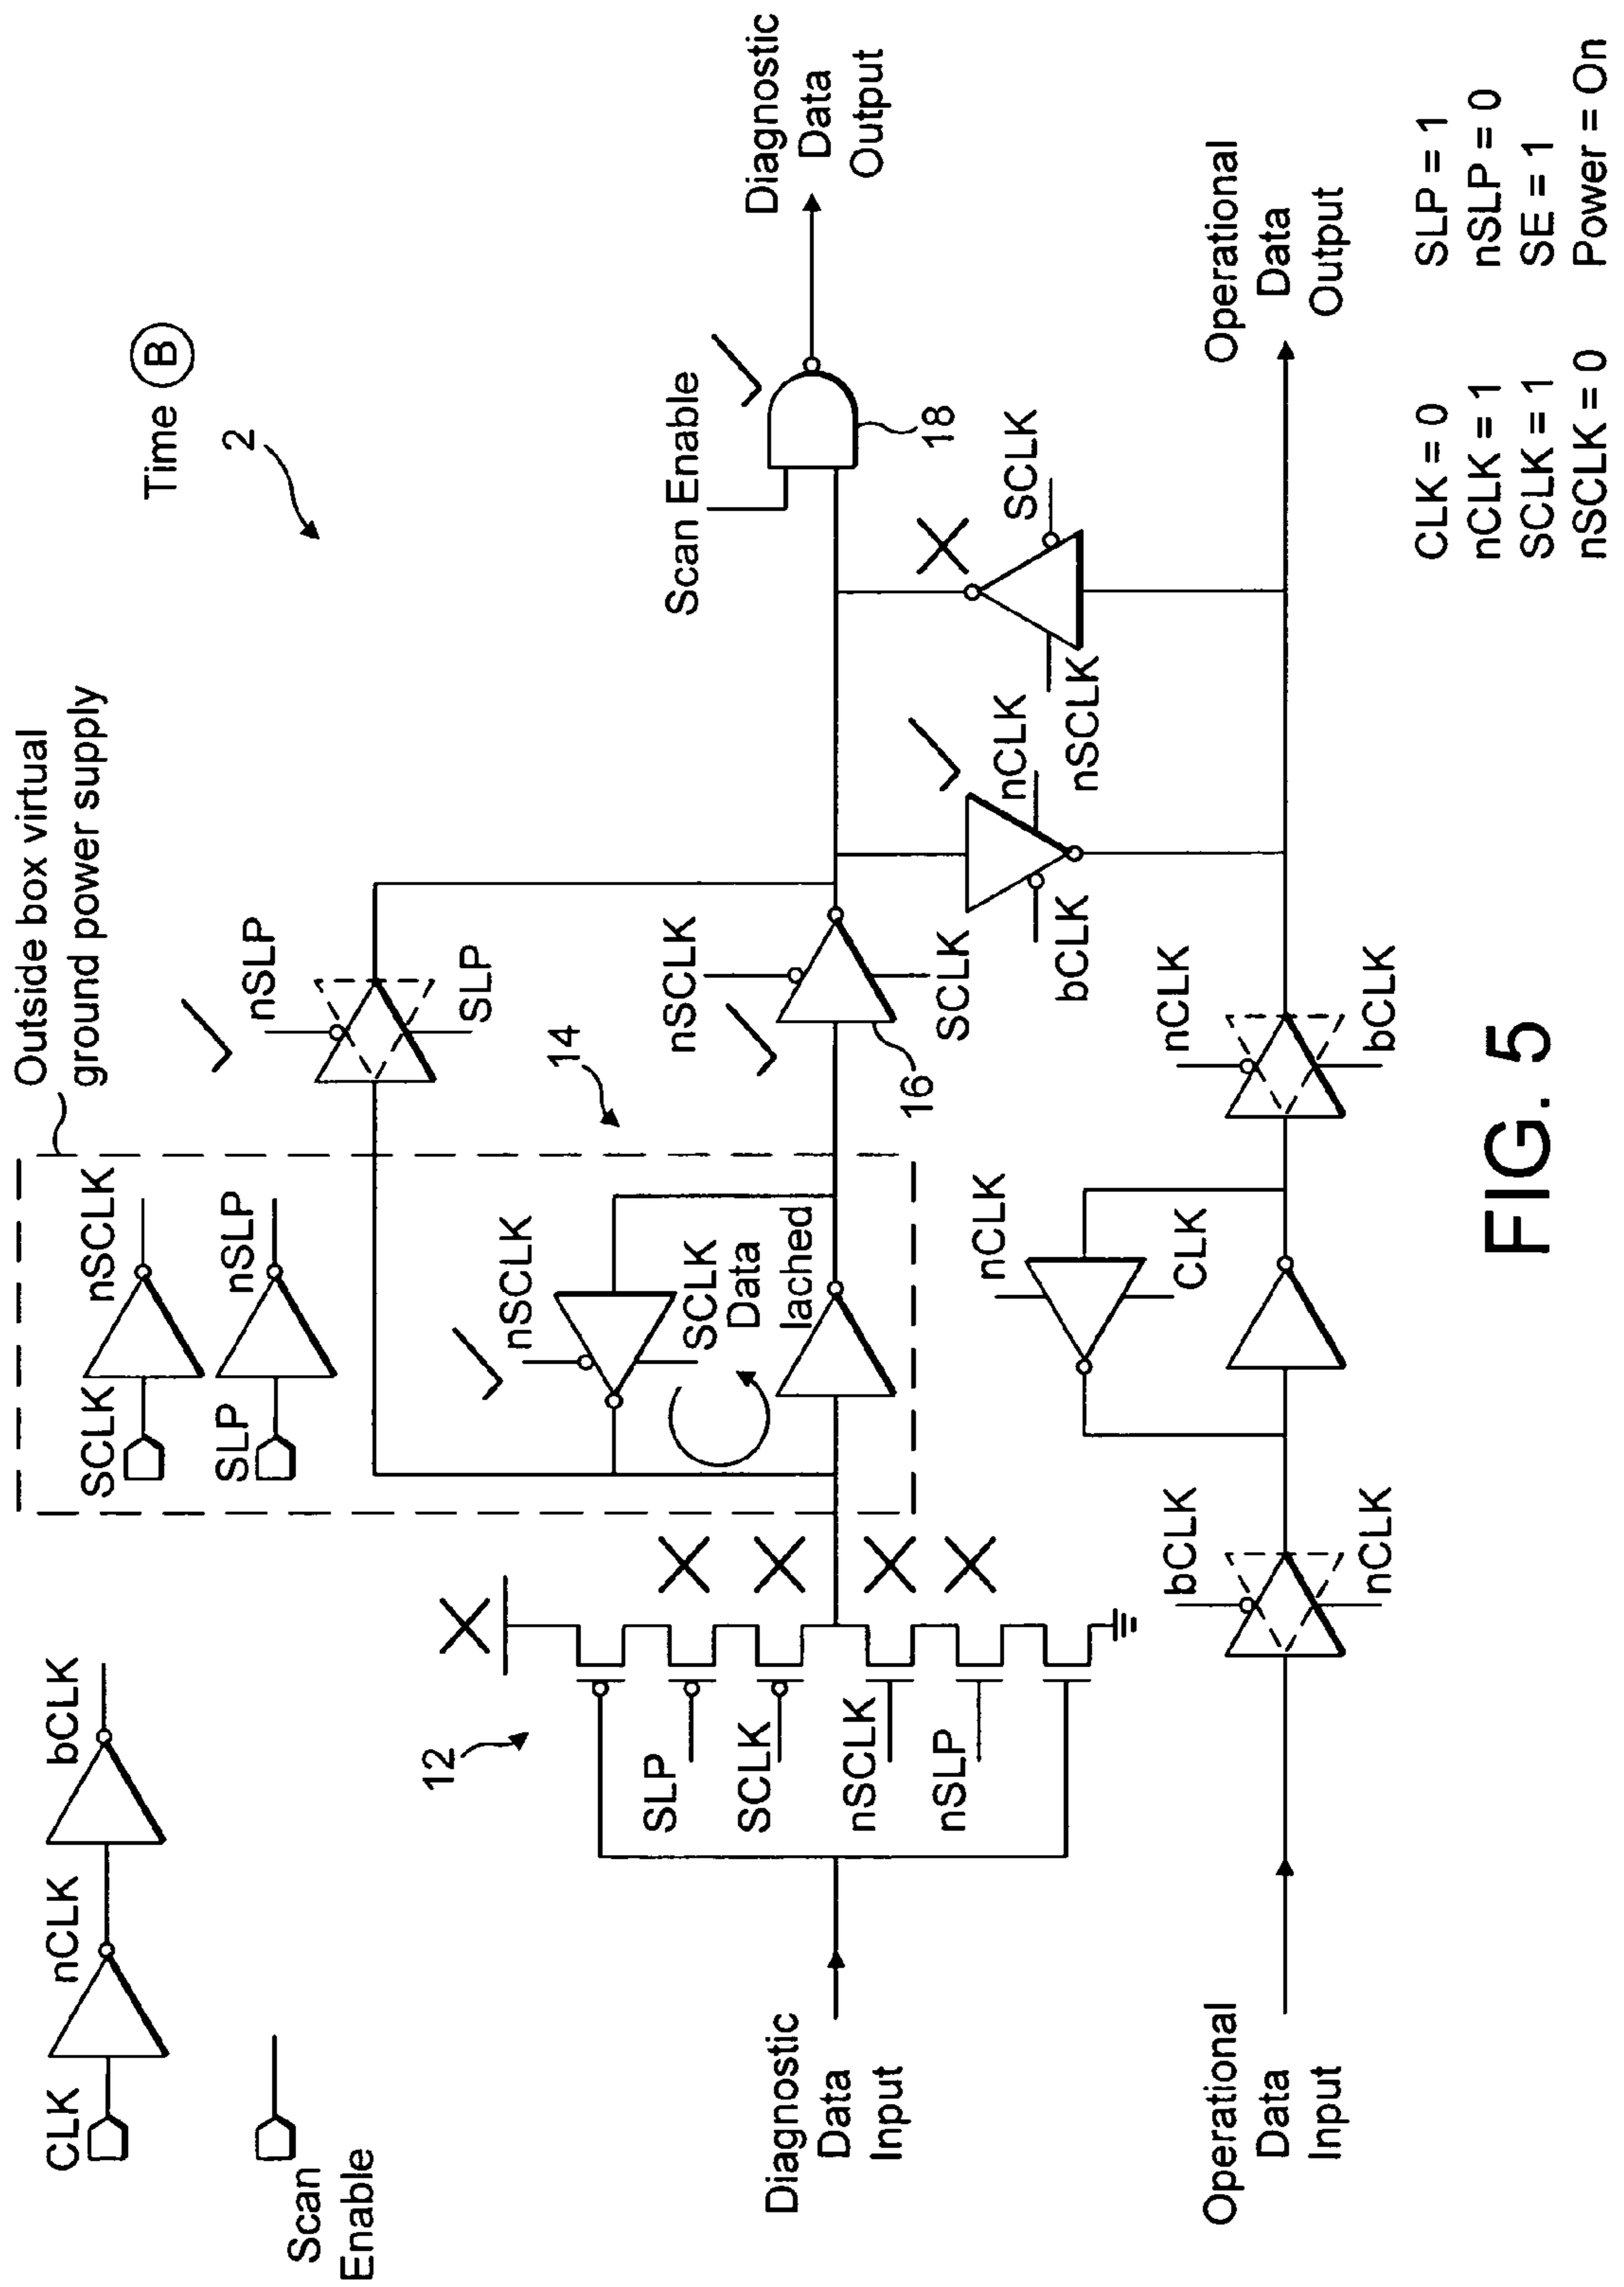 Time B
2
Outside box virtual
ground power supply
CLK
nCLK
bCLK
Scan
Enable
SCLK
nSCLK
SLP
nSLP
nSLP
SLP
14
nSCLK
SCLK
Data
lached
12
SLP
SCLK
nSCLK
nSLP
nSCLK
SCLK
16
Scan Enable
18
Diagnostic
Data
Output
Diagnostic
Data
Input
bCLK
nCLK
nSCLK
SCLK
Operational
Data
Input
bCLK
nCLK
nCLK
CLK
nCLK
bCLK
Operational
Data
Output
CLK = 0
nCLK = 1
SCLK = 1
nSCLK = 0
SLP = 1
nSLP = 0
SE = 1
Power = On
FIG. 5